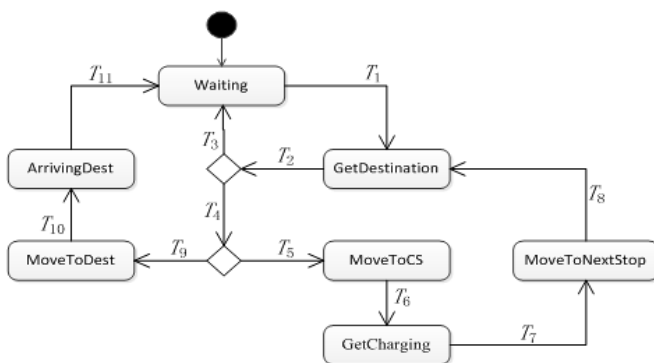 T11
T1
Waiting
T3
T2
ArrivingDest
GetDestination
T8
T4
T10
T9
T5
MoveToDest
MoveToCS
MoveToNextStop
T6
GetCharging
T7